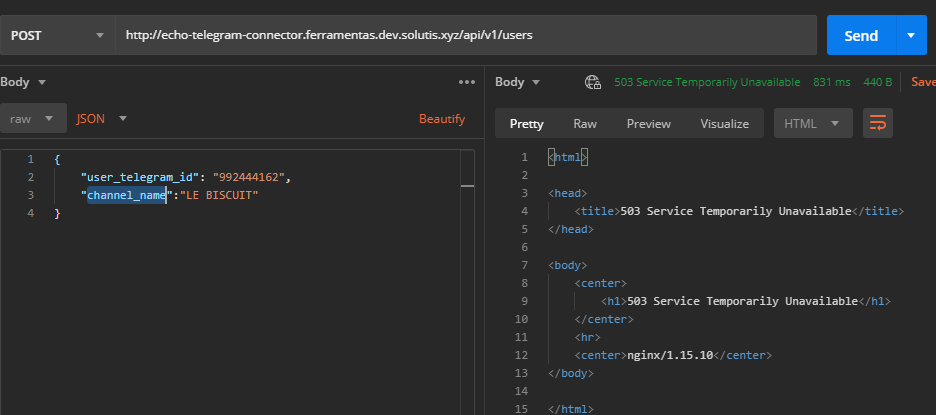 POST
http://echo-telegram-connector.ferramentas.dev.solutis.xyz/api/v1/users
Send
Body
raw
JSON
Beautify
1 {
2 "user_telegram_id": "992444162",
3 "channel_name":"LE BISCUIT"
4 }
Body
503 Service Temporarily Unavailable 831 ms 440 B Save
Pretty Raw Preview Visualize HTML
1 <html>
2
3 <head>
4 <title>503 Service Temporarily Unavailable</title>
5 </head>
6
7 <body>
8 <center>
9 <h1>503 Service Temporarily Unavailable</h1>
10 </center>
11 <hr>
12 <center>nginx/1.15.10</center>
13 </body>
14
15 </html>